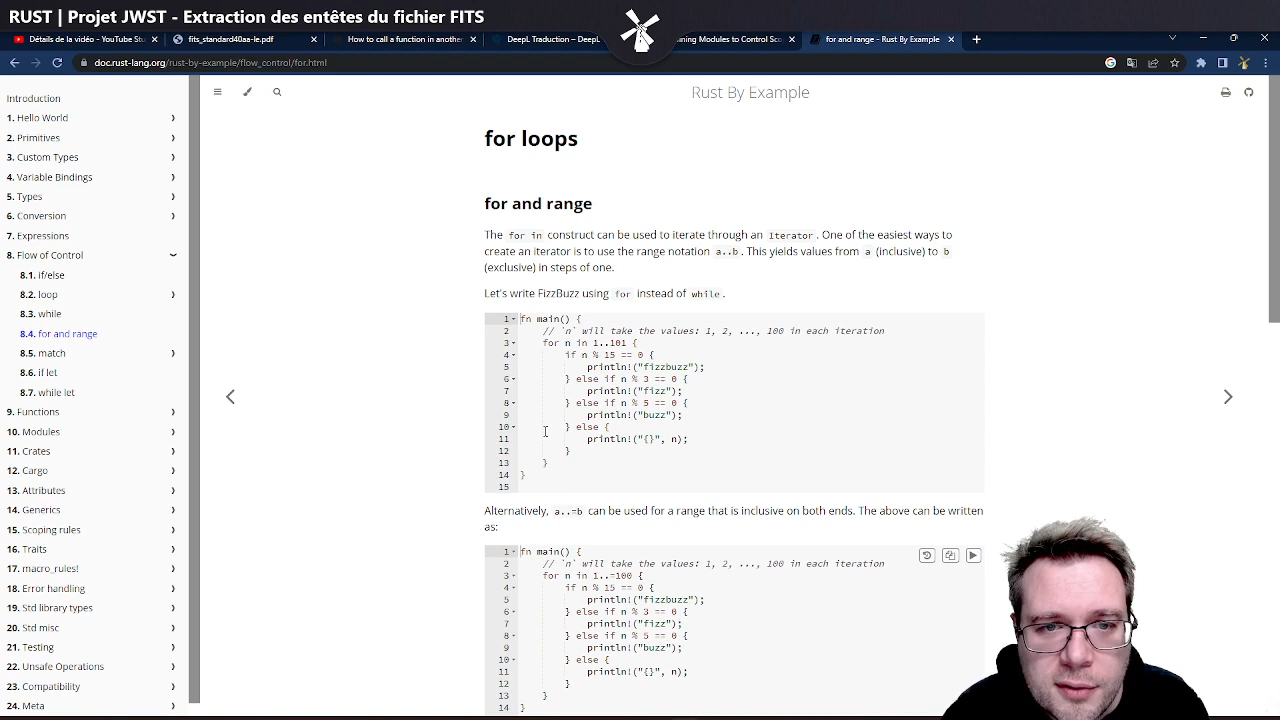 RUST | Projet JWST - Extraction des entêtes du fichier FITS
Détails de la vidéo - YouTube Stu
fits_standard40aa-le.pdf
How to call a function in another
DeepL Traduction – DeepL
ining Modules to Control Sco
for and range - Rust By Example
doc.rust-lang.org/rust-by-example/flow_control/for.html
Introduction
1. Hello World
2. Primitives
3. Custom Types
4. Variable Bindings
5. Types
6. Conversion
7. Expressions
8. Flow of Control
8.1. if/else
8.2. loop
8.3. while
8.4. for and range
8.5. match
8.6. if let
8.7. while let
9. Functions
10. Modules
11. Crates
12. Cargo
13. Attributes
14. Generics
15. Scoping rules
16. Traits
17. macro_rules!
18. Error handling
19. Std library types
20. Std misc
21. Testing
22. Unsafe Operations
23. Compatibility
24. Meta
Rust By Example
for loops
for and range
The for in construct can be used to iterate through an Iterator. One of the easiest ways to
create an iterator is to use the range notation a..b. This yields values from a (inclusive) to b
(exclusive) in steps of one.
Let's write FizzBuzz using for instead of while.
1 fn main() {
2 // `n` will take the values: 1, 2, ..., 100 in each iteration
3 for n in 1..101 {
4 if n % 15 == 0 {
5 println!("fizzbuzz");
6 } else if n % 3 == 0 {
7 println!("fizz");
8 } else if n % 5 == 0 {
9 println!("buzz");
10 } else {
11 println!("{}", n);
12 }
13 }
14 }
15
Alternatively, a..=b can be used for a range that is inclusive on both ends. The above can be written
as:
1 fn main() {
2 // `n` will take the values: 1, 2, ..., 100 in each iteration
3 for n in 1..=100 {
4 if n % 15 == 0 {
5 println!("fizzbuzz");
6 } else if n % 3 == 0 {
7 println!("fizz");
8 } else if n % 5 == 0 {
9 println!("buzz");
10 } else {
11 println!("{}", n);
12 }
13 }
14 }